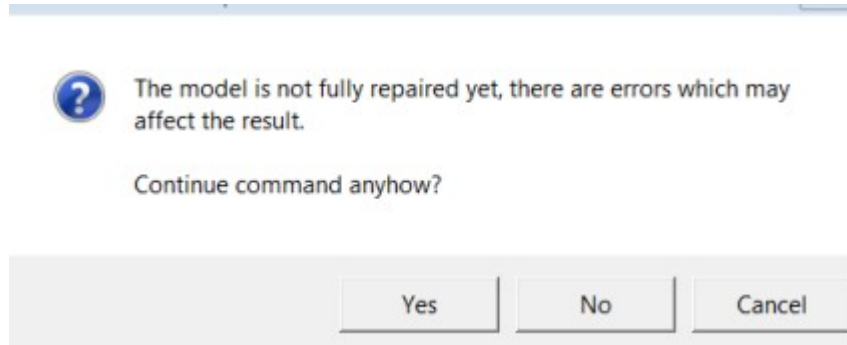 The model is not fully repaired yet, there are errors which may
affect the result.
Continue command anyhow?
Yes No Cancel